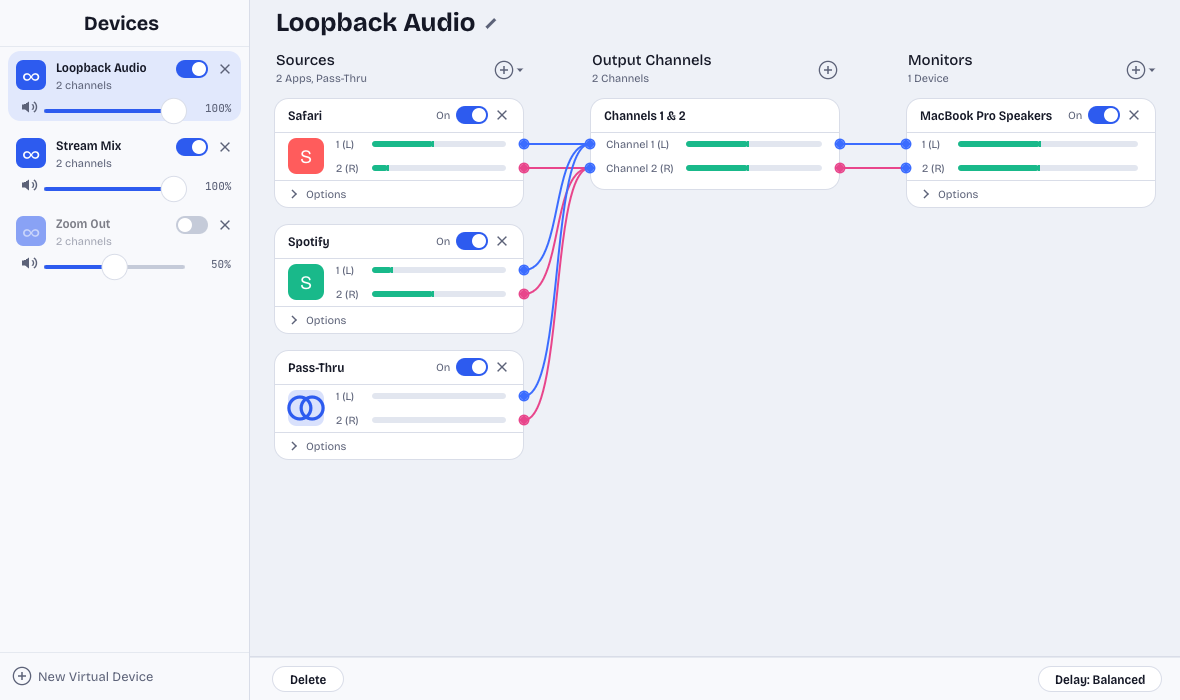 Devices
Loopback Audio
2 channels
100%
Stream Mix
2 channels
100%
Zoom Out
2 channels
50%
New Virtual Device
Loopback Audio
Sources
2 Apps, Pass-Thru
Output Channels
2 Channels
Monitors
1 Device
Safari On
S
1 (L)
2 (R)
Options
Spotify On
S
1 (L)
2 (R)
Options
Pass-Thru On
1 (L)
2 (R)
Options
Channels 1 & 2
Channel 1 (L)
Channel 2 (R)
MacBook Pro Speakers On
1 (L)
2 (R)
Options
Delete
Delay: Balanced